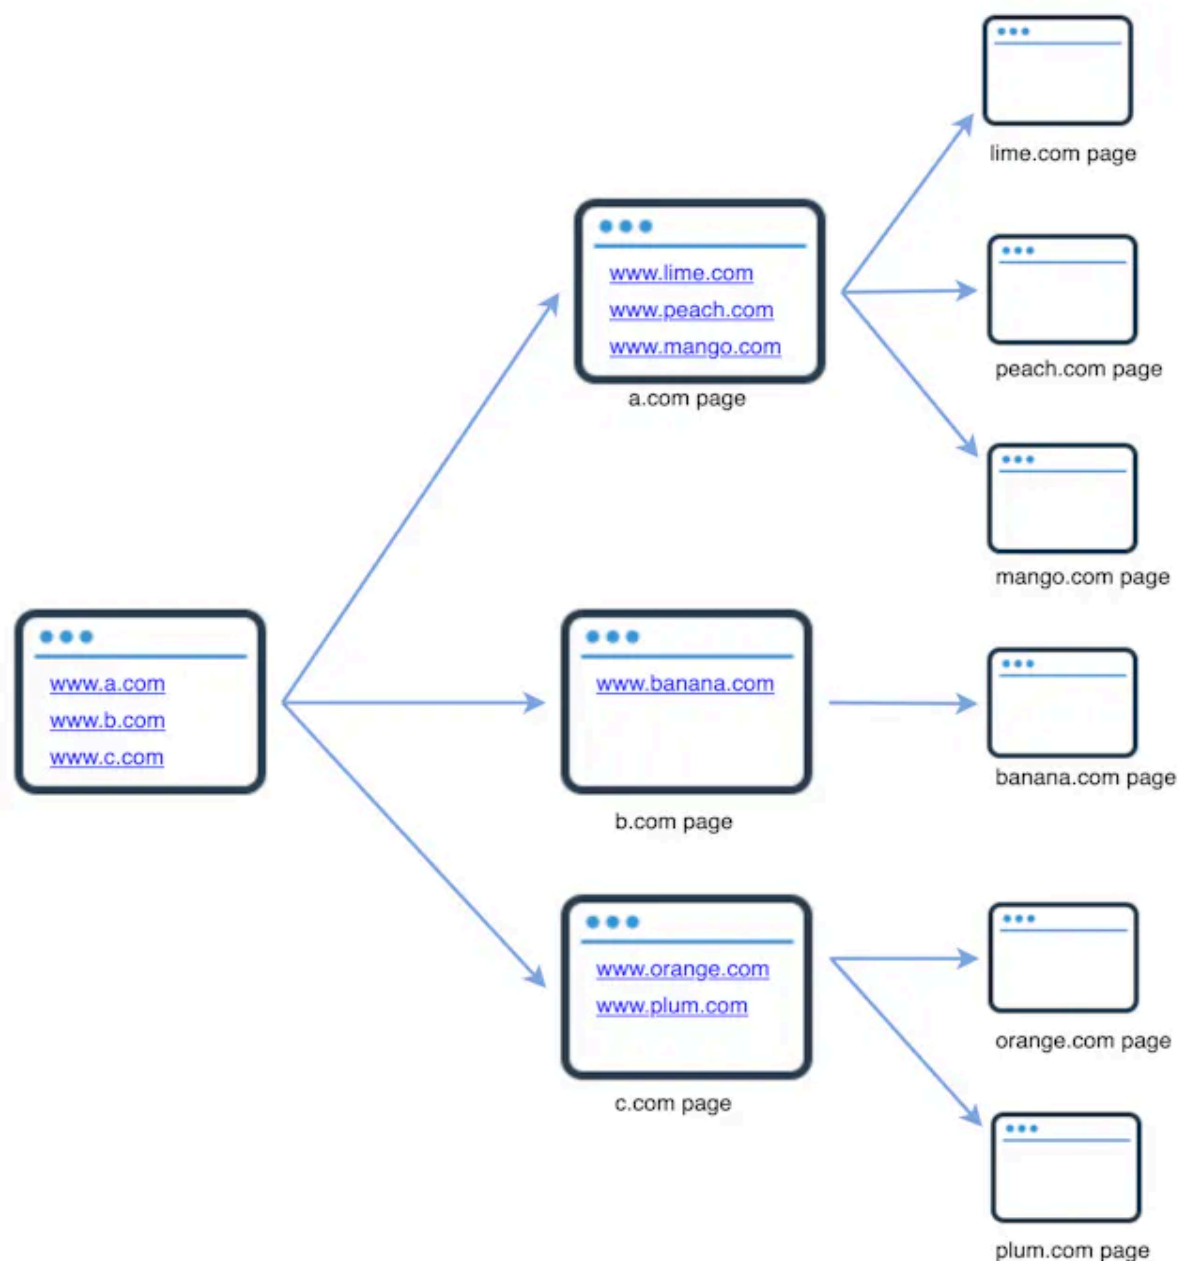 www.a.com
www.b.com
www.c.com
www.lime.com
www.peach.com
www.mango.com
a.com page
www.banana.com
b.com page
www.orange.com
www.plum.com
c.com page
lime.com page
peach.com page
mango.com page
banana.com page
orange.com page
plum.com page